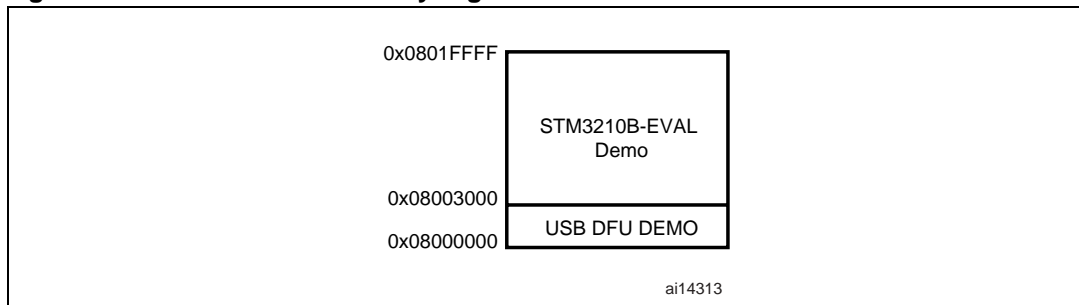 0x0801FFFF
STM3210B-EVAL
Demo
0x08003000
USB DFU DEMO
0x08000000
ai14313